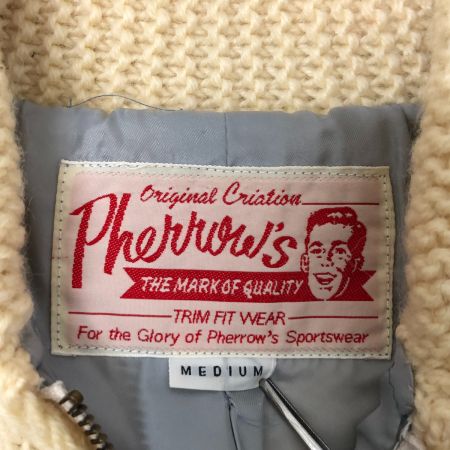 Original Criation
Pherrow's
THE MARK OF QUALITY
TRIM FIT WEAR
For the Glory of Pherrow's Sportswear
MEDIUM